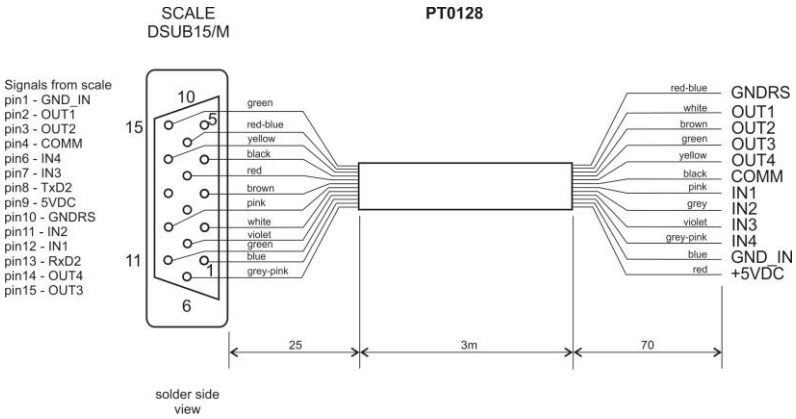 SCALE
DSUB15/M
PT0128
Signals from scale
pin1 - GND_IN
pin2 - OUT1
pin3 - OUT2
pin4 - COMM
pin6 - IN4
pin7 - IN3
pin8 - TxD2
pin9 - 5VDC
pin10 - GNDRS
pin11 - IN2
pin12 - IN1
pin13 - RxD2
pin14 - OUT4
pin15 - OUT3
10
15
5
11
1
6
green
red-blue
yellow
black
red
brown
pink
white
violet
green
blue
grey-pink
red-blue GNDRS
white OUT1
brown OUT2
green OUT3
yellow OUT4
black COMM
pink IN1
grey IN2
violet IN3
grey-pink IN4
blue GND_IN
red +5VDC
25
3m
70
solder side
view